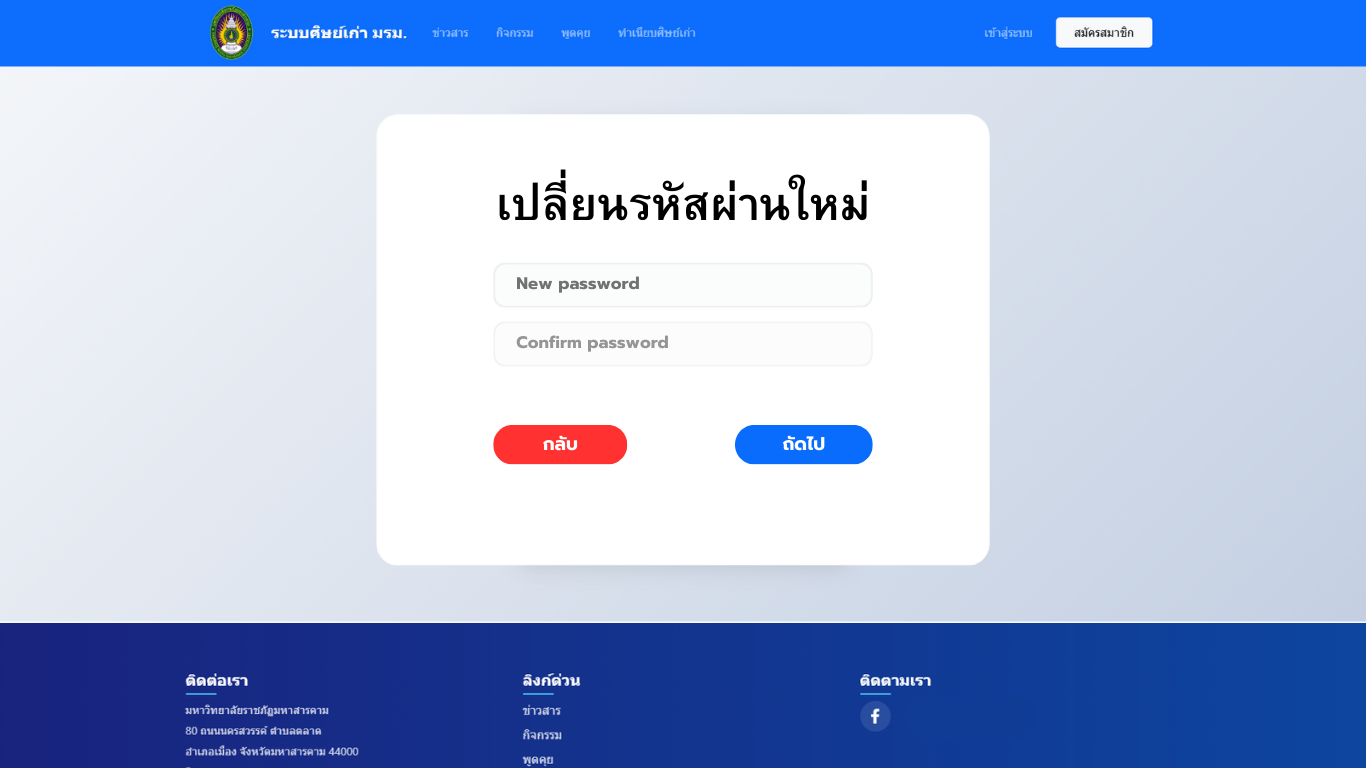 ระบบศิษย์เก่า มรม.
ข่าวสาร
กิจกรรม
พูดคุย
ทำเนียบศิษย์เก่า
เข้าสู่ระบบ
สมัครสมาชิก
เปลี่ยนรหัสผ่านใหม่
New password
Confirm password
กลับ
ถัดไป
ติดต่อเรา
มหาวิทยาลัยราชภัฏมหาสารคาม
80 ถนนนครสวรรค์ ตำบลตลาด
อำเภอเมือง จังหวัดมหาสารคาม 44000
ลิงก์ด่วน
ข่าวสาร
กิจกรรม
พูดคุย
ติดตามเรา